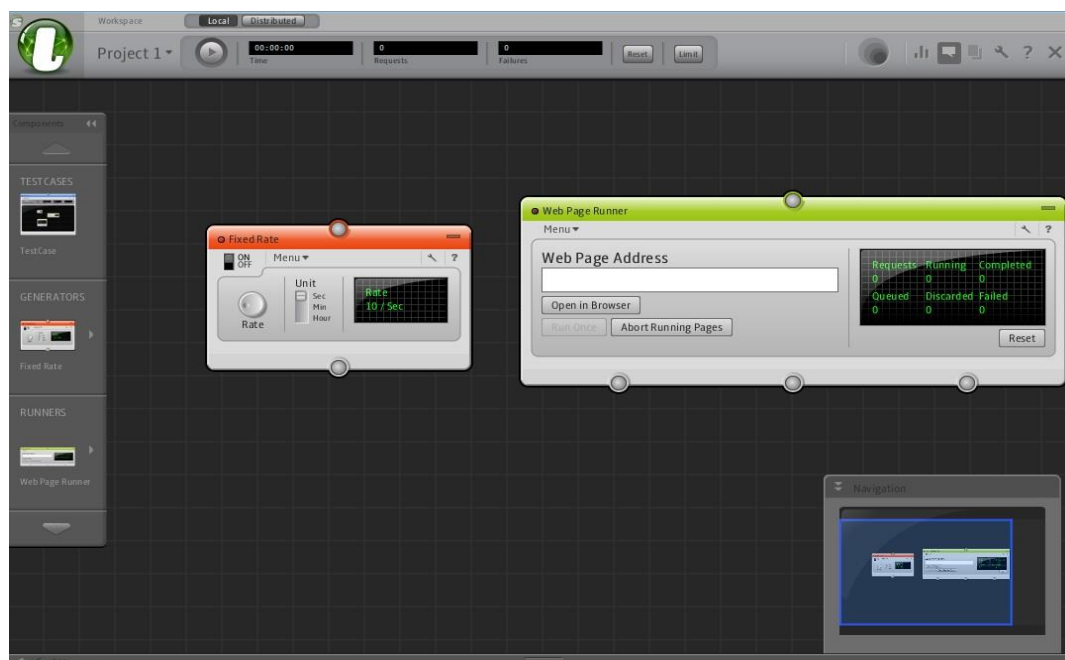 Workspace
Local Distributed
Project 1
00:00:00
Time
0
Requests
0
Failures
Reset
Limit
?
Components
TESTCASES
TestCase
GENERATORS
Fixed Rate
RUNNERS
Web Page Runner
Fixed Rate
ON
OFF
Menu
?
Rate
Unit
Sec
Min
Hour
Rate
10 / Sec
Web Page Runner
Menu
?
Web Page Address
Open in Browser
Run Once Abort Running Pages
Requests Running Completed
0 0 0
Queued Discarded Failed
0 0 0
Reset
Navigation